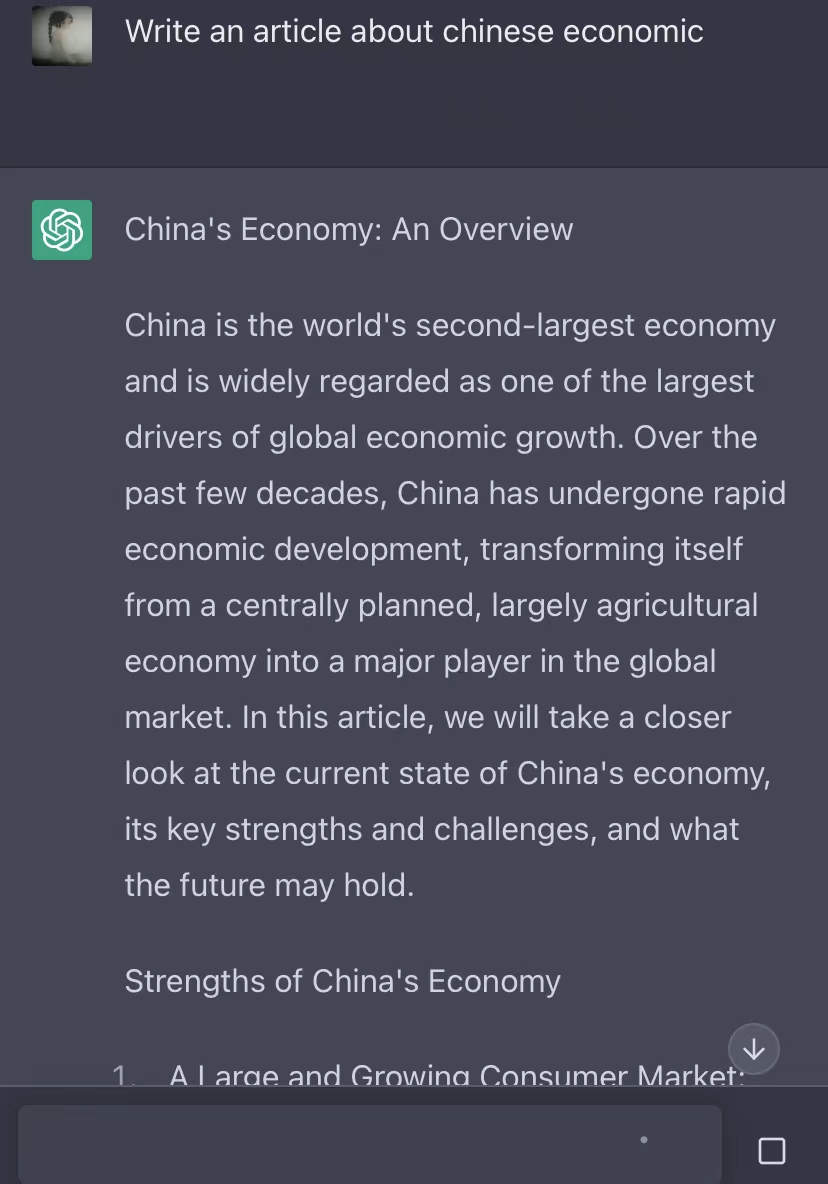 Write an article about chinese economic
China's Economy: An Overview
China is the world's second-largest economy
and is widely regarded as one of the largest
drivers of global economic growth. Over the
past few decades, China has undergone rapid
economic development, transforming itself
from a centrally planned, largely agricultural
economy into a major player in the global
market. In this article, we will take a closer
look at the current state of China's economy,
its key strengths and challenges, and what
the future may hold.
Strengths of China's Economy
1. A Large and Growing Consumer Market: